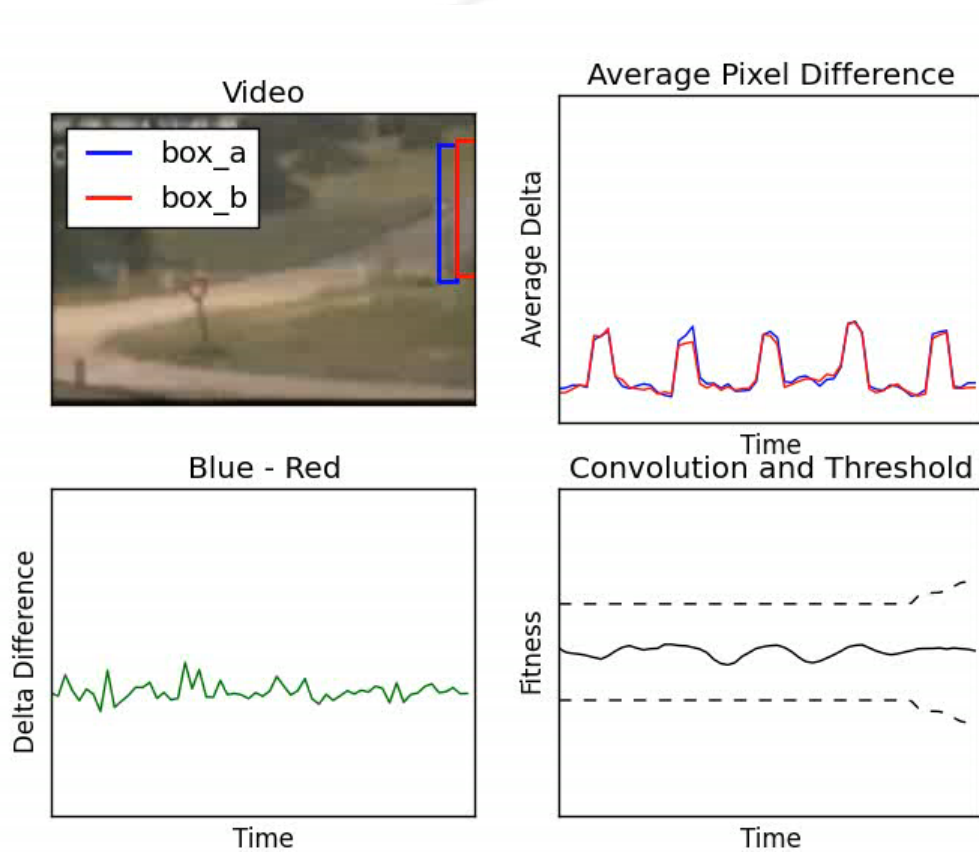 Video
box_a
box_b
Average Pixel Difference
Average Delta
Time
Blue - Red
Delta Difference
Time
Convolution and Threshold
Fitness
Time